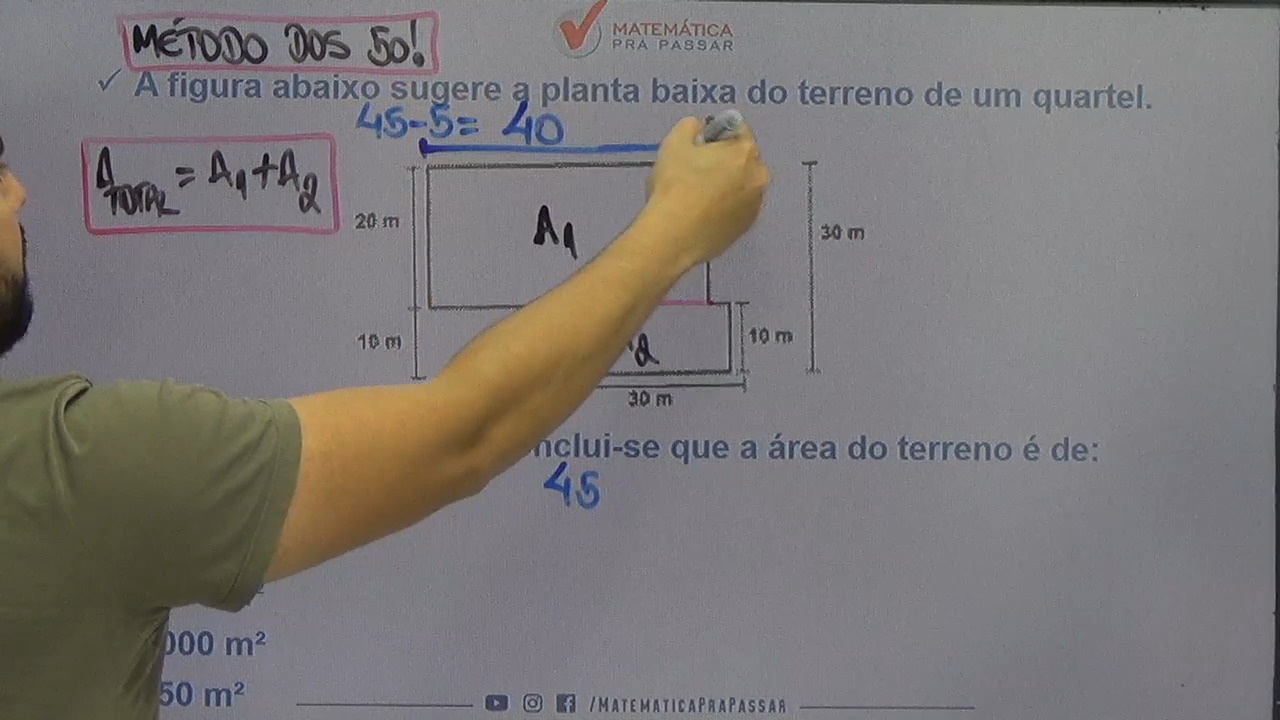 MÉTODO DOS 50!
MATEMÁTICA
PRA PASSAR
✓ A figura abaixo sugere a planta baixa do terreno de um quartel.
45-5= 40
A TOTAL = A1+A2
20 m
A1
30 m
10 m
2
10 m
30 m
nclui-se que a área do terreno é de:
45
000 m²
50 m²
/MATEMATICAPRAPASSAR